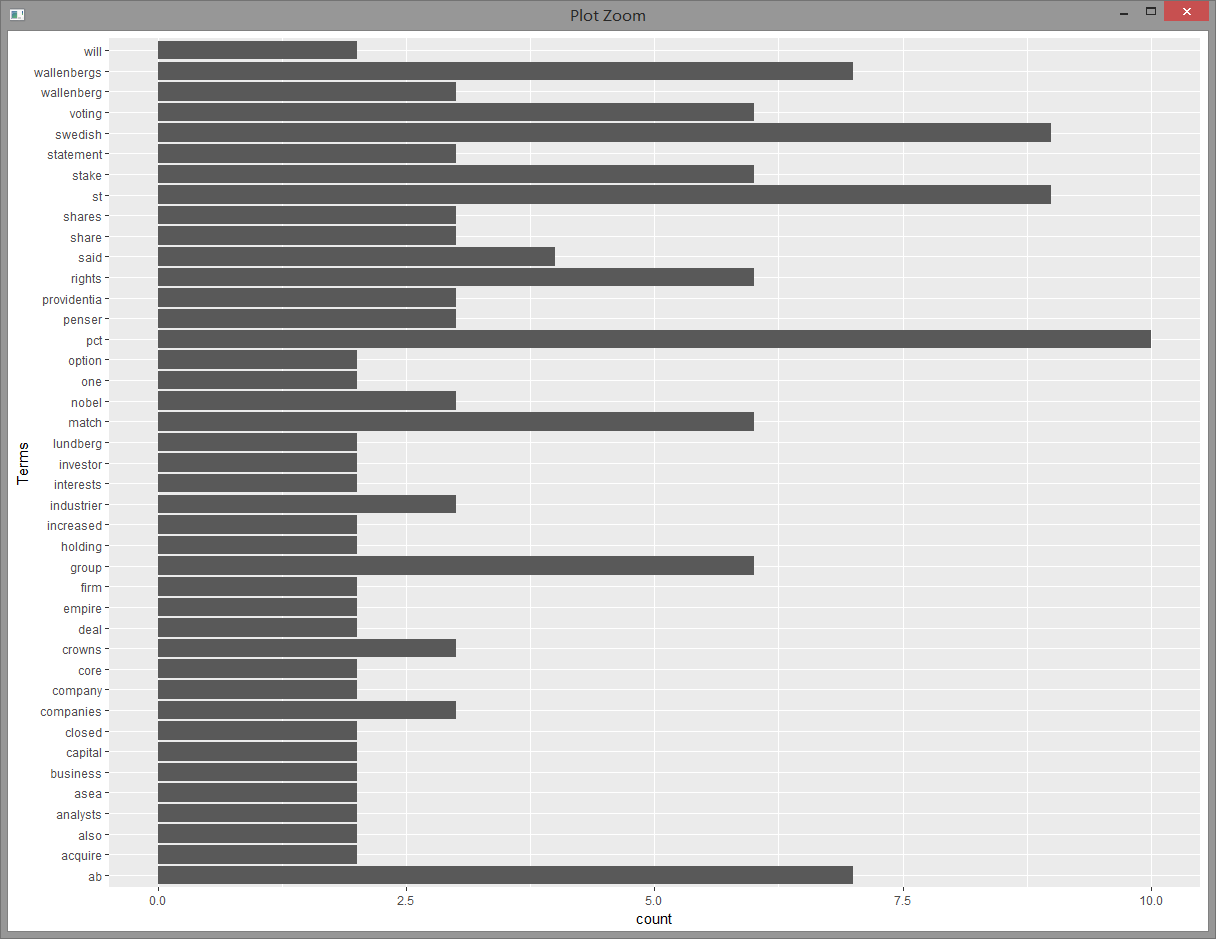 Plot Zoom
will
wallenbergs
wallenberg
voting
swedish
statement
stake
st
shares
share
said
rights
providentia
penser
pct
option
one
nobel
match
lundberg
investor
interests
industrier
increased
holding
group
firm
empire
deal
crowns
core
company
companies
closed
capital
business
asea
analysts
also
acquire
ab
Terms
0.0 2.5 5.0 7.5 10.0
count